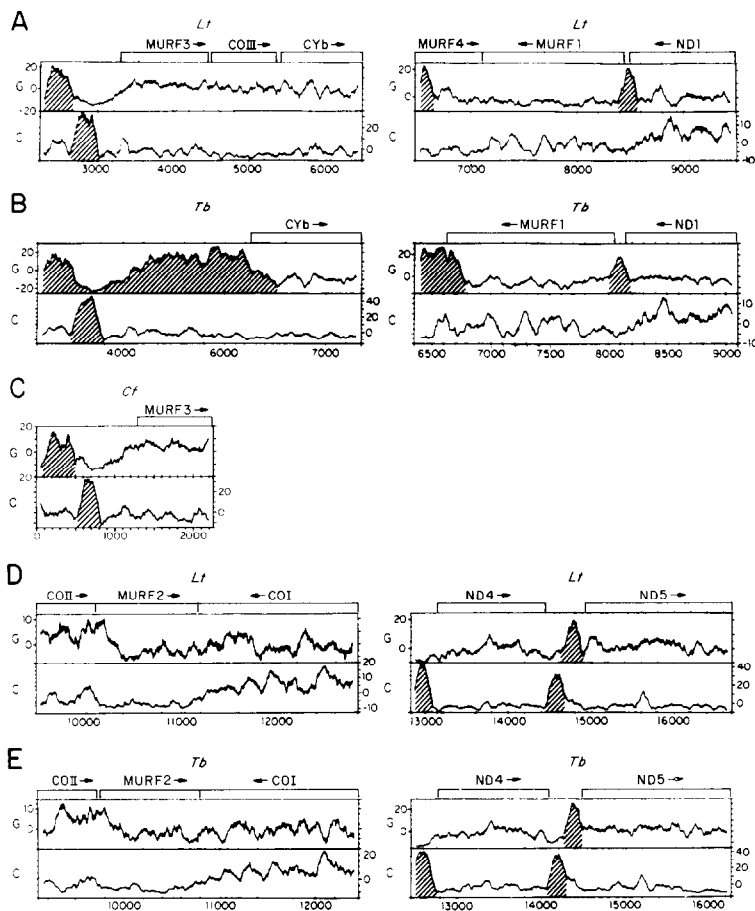 A
Lt
Lt
MURF3 → COIII → CYb →
MURF4 ← MURF1 ← ND1
20
G 0
-20
C
20
0
3000 4000 5000 6000
20
G
C 0
C
10
0
-10
7000 8000 9000
B
Tb
Tb
CYb →
← MURF1 ← ND1
20
G 0
-20
C
40
20
0
4000 6000 7000
20
G 0
C
10
0
-10
6500 7000 7500 8000 8500 9000
C
Cf
MURF3 →
20
G 0
20
C
20
0
0 1000 2000
D
Lt
Lt
COII → MURF2 → ← COI
ND4 → ND5 →
10
G 0
C
20
10
0
-10
10000 11000 12000
20
G 0
C
40
20
0
13000 14000 15000 16000
E
Tb
Tb
COII → MURF2 → ← COI
ND4 → ND5 →
10
G 0
C
20
0
10000 11000 12000
20
G 0
C
40
20
0
13000 14000 15000 16000